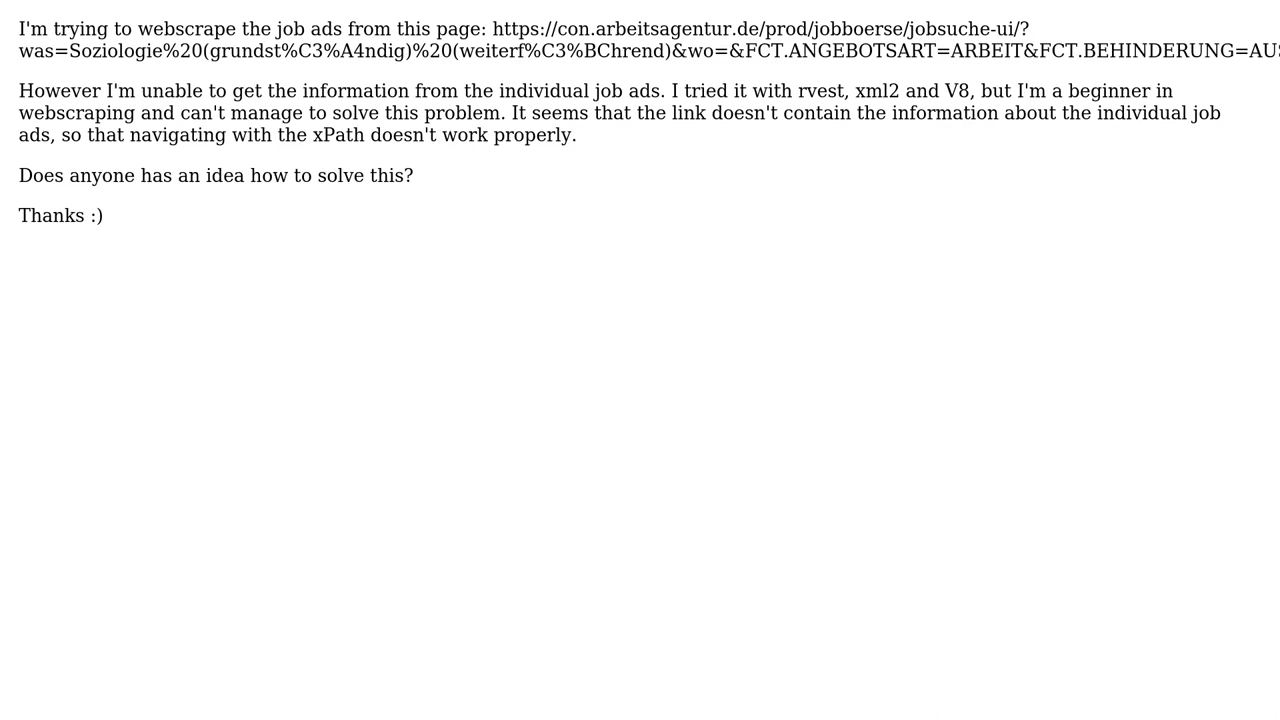 I'm trying to webscrape the job ads from this page: https://con.arbeitsagentur.de/prod/jobboerse/jobsuche-ui/?
was=Soziologie%20(grundst%C3%A4ndig)%20(weiterf%C3%BChrend)&wo=&FCT.ANGEBOTSART=ARBEIT&FCT.BEHINDERUNG=AUS
However I'm unable to get the information from the individual job ads. I tried it with rvest, xml2 and V8, but I'm a beginner in
webscraping and can't manage to solve this problem. It seems that the link doesn't contain the information about the individual job
ads, so that navigating with the xPath doesn't work properly.
Does anyone has an idea how to solve this?
Thanks :)